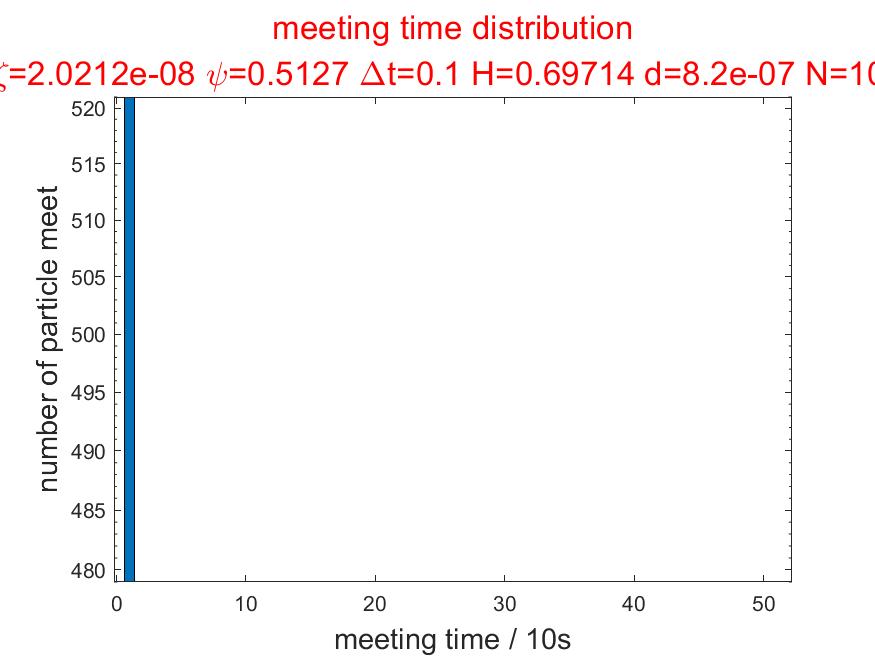 meeting time distribution
ζ=2.0212e-08 ψ=0.5127 Δt=0.1 H=0.69714 d=8.2e-07 N=10
520
515
510
505
500
495
490
485
480
number of particle meet
0 10 20 30 40 50
meeting time / 10s